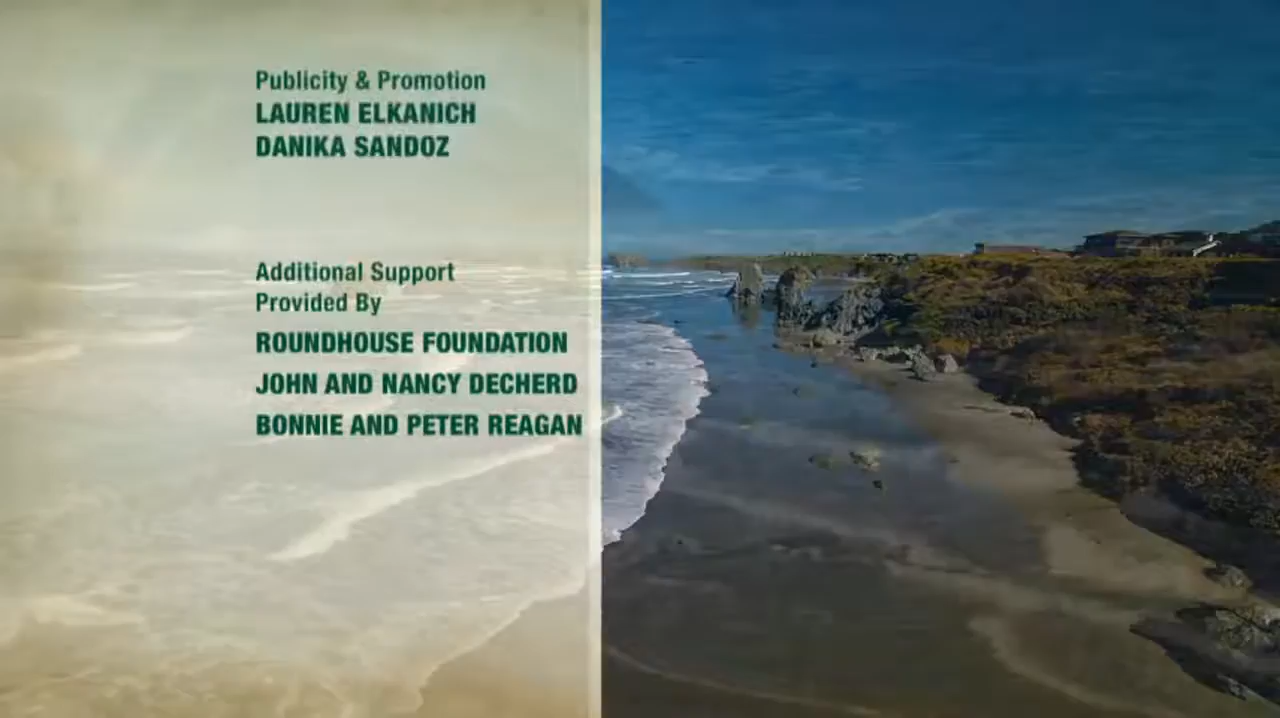 Publicity & Promotion
LAUREN ELKANICH
DANIKA SANDOZ
Additional Support
Provided By
ROUNDHOUSE FOUNDATION
JOHN AND NANCY DECHERD
BONNIE AND PETER REAGAN